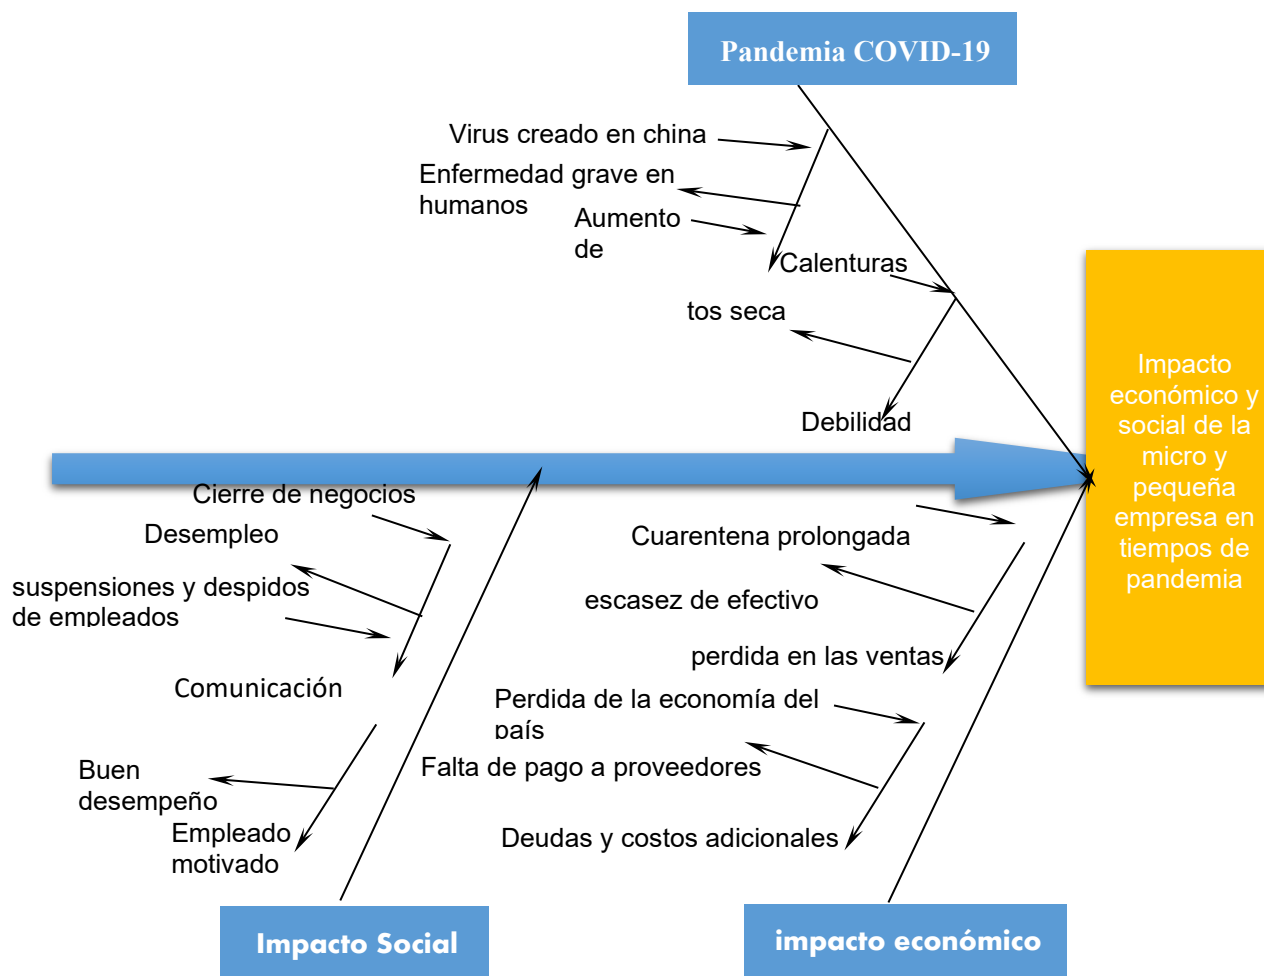 Pandemia COVID-19
Virus creado en china
Enfermedad grave en
humanos
Aumento
de
Calenturas
tos seca
Debilidad
Impacto
económico y
social de la
micro y
pequeña
empresa en
tiempos de
pandemia
Cierre de negocios
Desempleo
suspensiones y despidos
de empleados
Comunicación
Buen
desempeño
Empleado
motivado
Cuarentena prolongada
escasez de efectivo
perdida en las ventas
Perdida de la economía del
país
Falta de pago a proveedores
Deudas y costos adicionales
Impacto Social
impacto económico